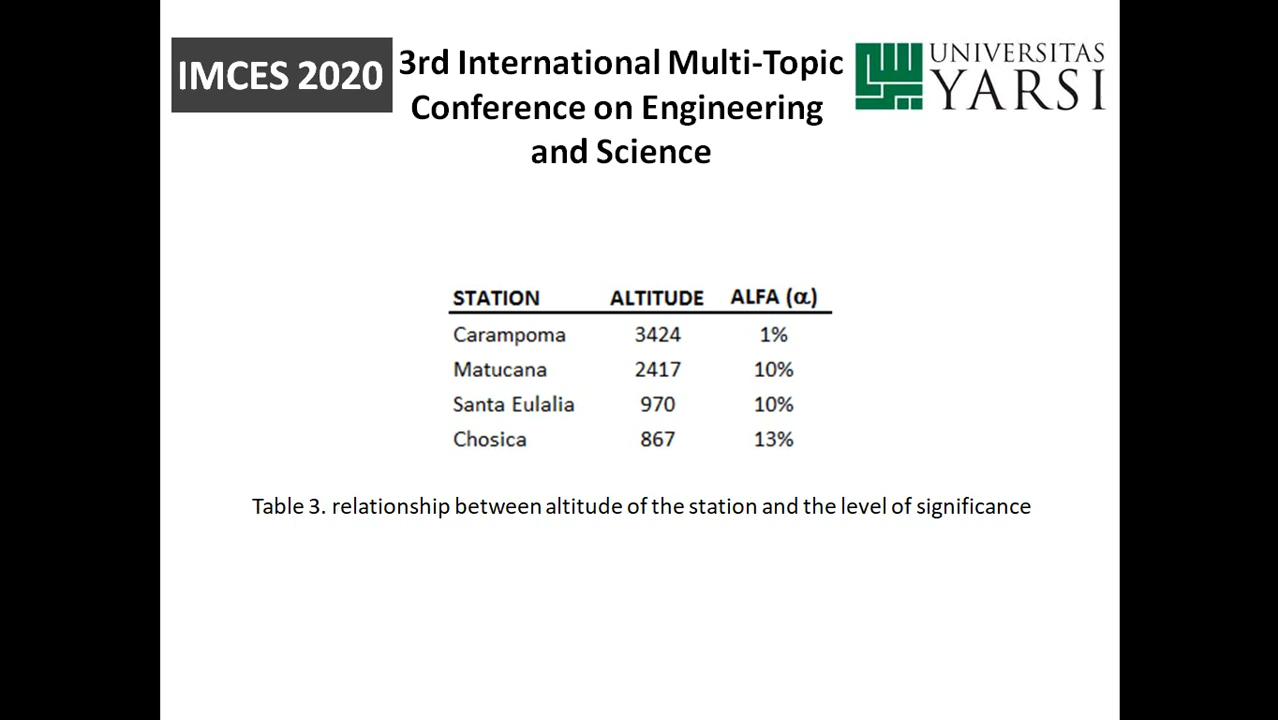 IMCES 2020
3rd International Multi-Topic
Conference on Engineering
and Science
UNIVERSITAS
YARSI
STATION ALTITUDE ALFA (α)
Carampoma 3424 1%
Matucana 2417 10%
Santa Eulalia 970 10%
Chosica 867 13%
Table 3. relationship between altitude of the station and the level of significance